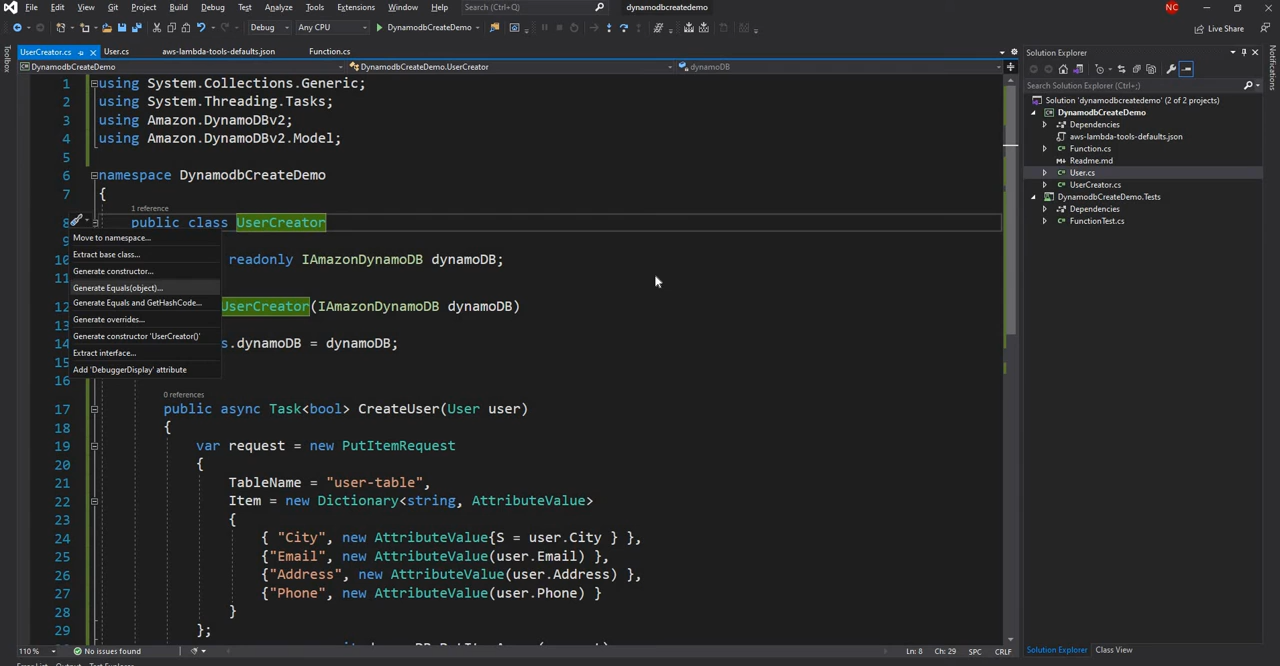 File Edit View Git Project Build Debug Test Analyze Tools Extensions Window Help Search (Ctrl+Q) dynamodbcreatedemo NC
Debug Any CPU DynamodbCreateDemo Live Share
UserCreator.cs User.cs aws-lambda-tools-defaults.json Function.cs
DynamodbCreateDemo DynamodbCreateDemo.UserCreator dynamoDB
1 using System.Collections.Generic;
2 using System.Threading.Tasks;
3 using Amazon.DynamoDBv2;
4 using Amazon.DynamoDBv2.Model;
5
6 namespace DynamodbCreateDemo
7 {
1 reference
8 public class UserCreator
9
10 readonly IAmazonDynamoDB dynamoDB;
11
12 UserCreator(IAmazonDynamoDB dynamoDB)
13
14 s.dynamoDB = dynamoDB;
15
16
0 references
17 public async Task<bool> CreateUser(User user)
18 {
19 var request = new PutItemRequest
20 {
21 TableName = "user-table",
22 Item = new Dictionary<string, AttributeValue>
23 {
24 { "City", new AttributeValue{S = user.City } },
25 {"Email", new AttributeValue(user.Email) },
26 {"Address", new AttributeValue(user.Address) },
27 {"Phone", new AttributeValue(user.Phone) }
28 }
29 };
Move to namespace...
Extract base class...
Generate constructor...
Generate Equals(object)...
Generate Equals and GetHashCode...
Generate overrides...
Generate constructor 'UserCreator()'
Extract interface...
Add 'DebuggerDisplay' attribute
110 % No issues found Ln: 8 Ch: 29 SPC CRLF
Toolbox
Solution Explorer
Search Solution Explorer (Ctrl+;)
Solution 'dynamodbcreatedemo' (2 of 2 projects)
DynamodbCreateDemo
Dependencies
aws-lambda-tools-defaults.json
Function.cs
Readme.md
User.cs
UserCreator.cs
DynamodbCreateDemo.Tests
Dependencies
FunctionTest.cs
Solution Explorer Class View
Notifications